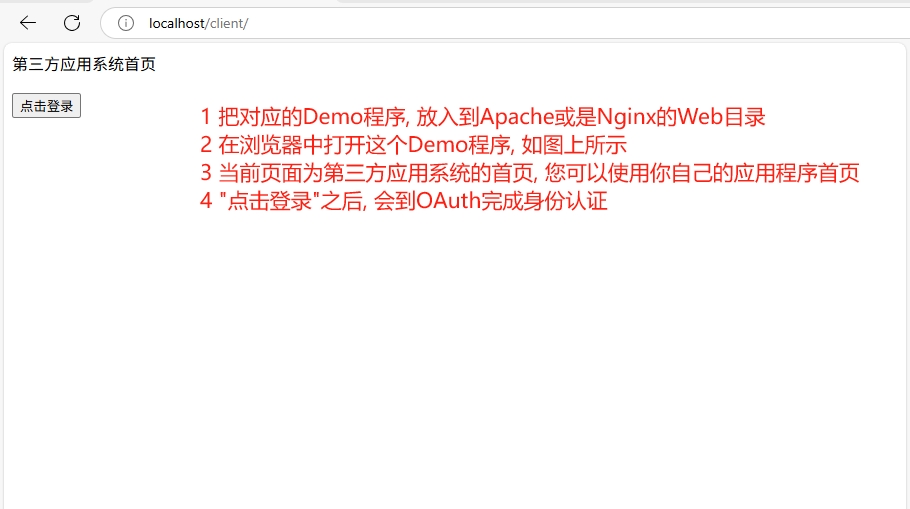 localhost/client/
第三方应用系统首页
点击登录
1 把对应的Demo程序, 放入到Apache或是Nginx的Web目录
2 在浏览器中打开这个Demo程序, 如图上所示
3 当前页面为第三方应用系统的首页, 您可以使用你自己的应用程序首页
4 "点击登录"之后, 会到OAuth完成身份认证